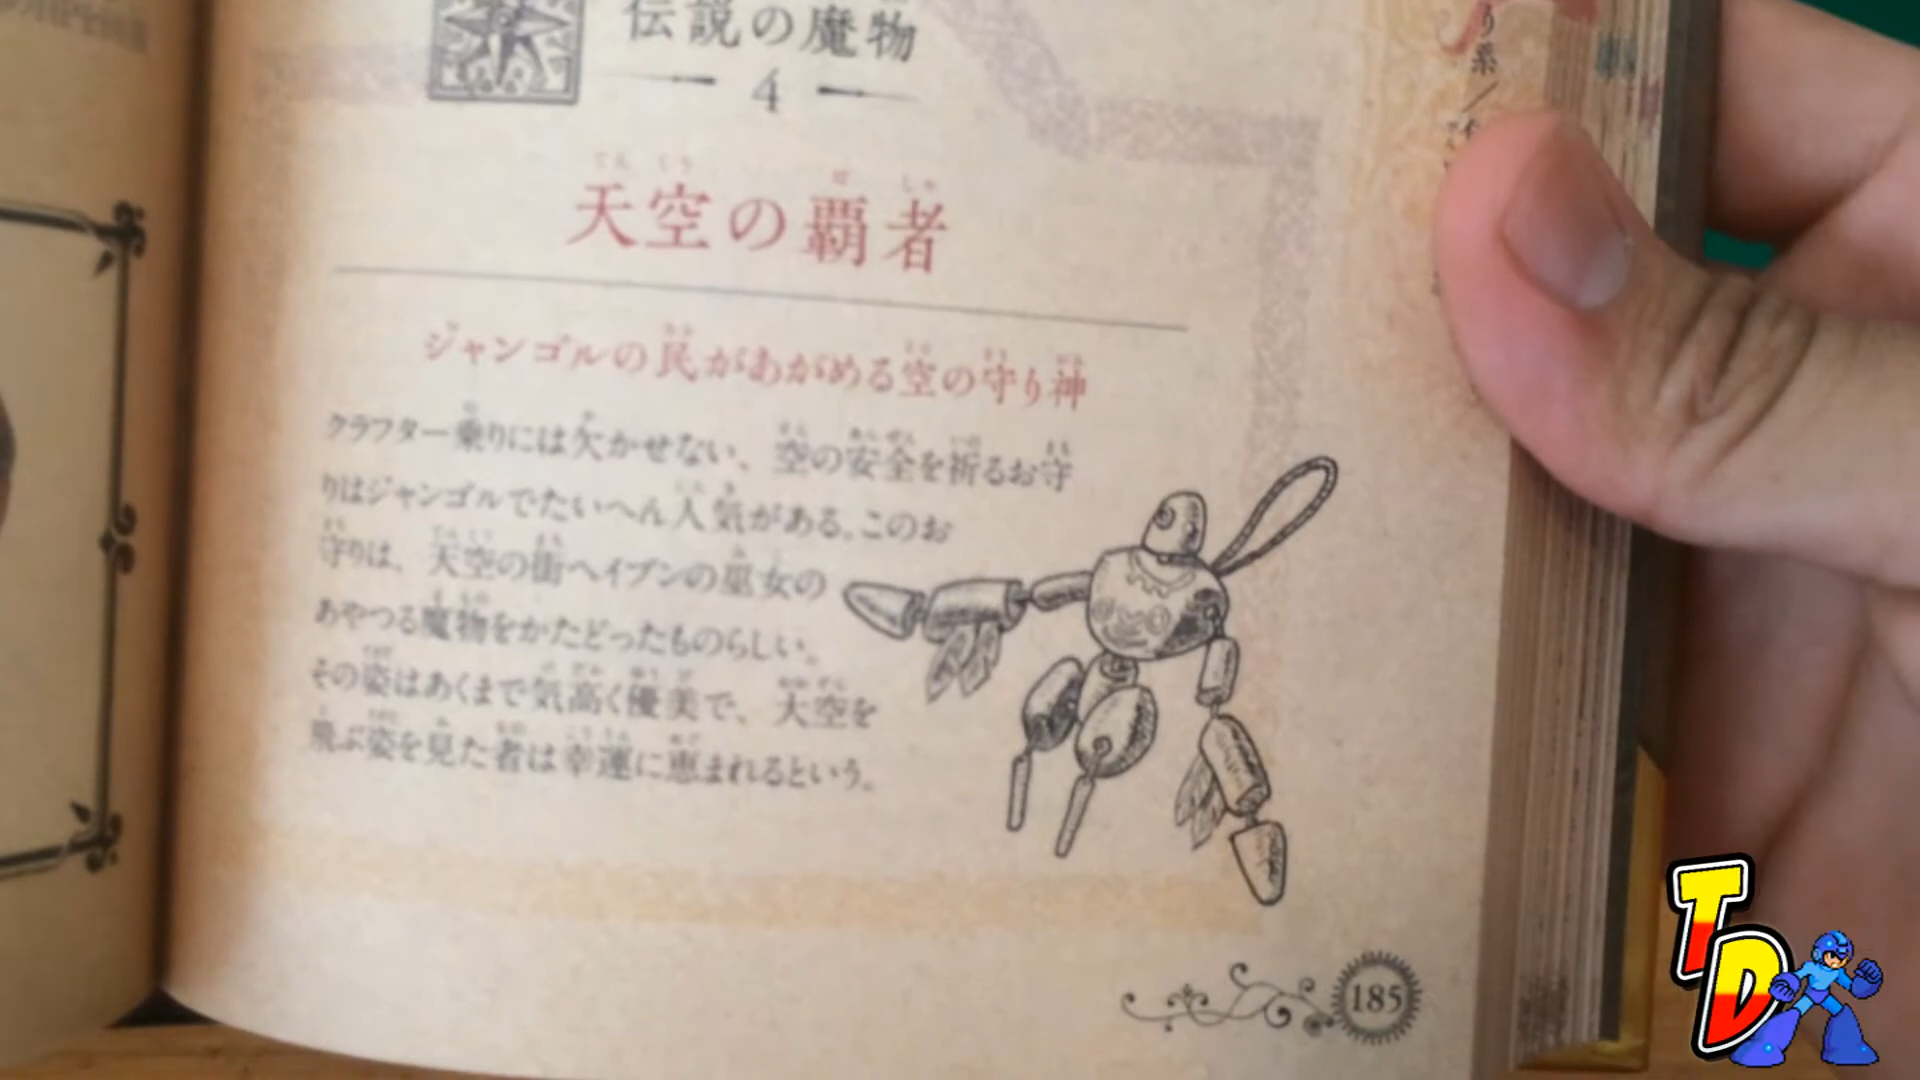 伝説の魔物
4
天空の覇者
ジャンゴルの民があがめる空の守り神
クラフター乗りには欠かせない、空の安全を祈るお守
りはジャンゴルでたいへん人気がある。このお
守りは、天空の街ヘイブンの巫女の
あやつる魔物をかたどったものらしい。
その姿はあくまで気高く優美で、大空を
飛ぶ姿を見た者は幸運に恵まれるという。
185
り系/
TD